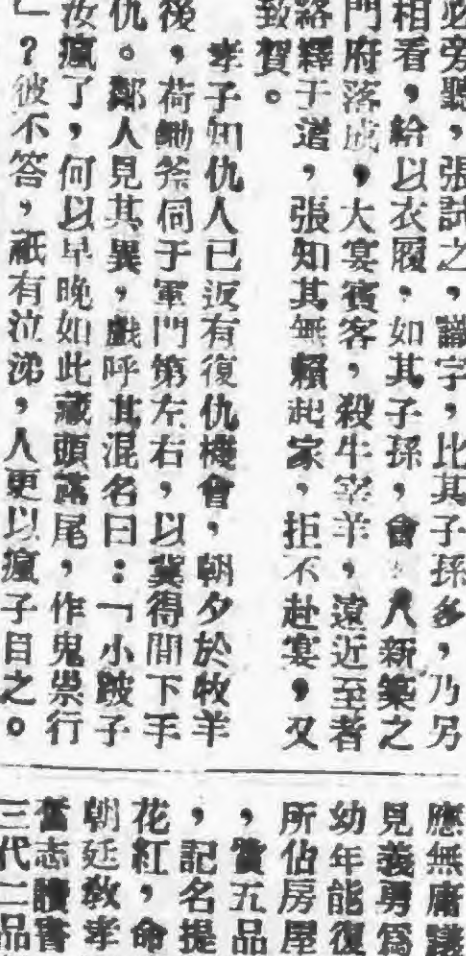 必旁聽，張試之，識字，比其子孫多，乃另
相看，給以衣履，如其子孫，會 人新築之
門府落成，大宴賓客，殺牛宰羊，遠近至者
絡繹于道，張知其無賴起家，拒不赴宴，又
致賀。
孝子知仇人已返有復仇機會，朝夕於牧羊
後，荷鋤斧伺于軍門第左右，以冀得間下手
仇。鄰人見其異，戲呼其混名曰：「小跛子
汝瘋了，何以早晚如此藏頭露尾，作鬼祟行
」？彼不答，祇有泣涕，人更以瘋子目之。
應無庸議
見義勇爲
幼年能復
所佔房屋
，賞五品
，記名提
花紅，命
朝廷敎孝
奮志讀書
三代二品